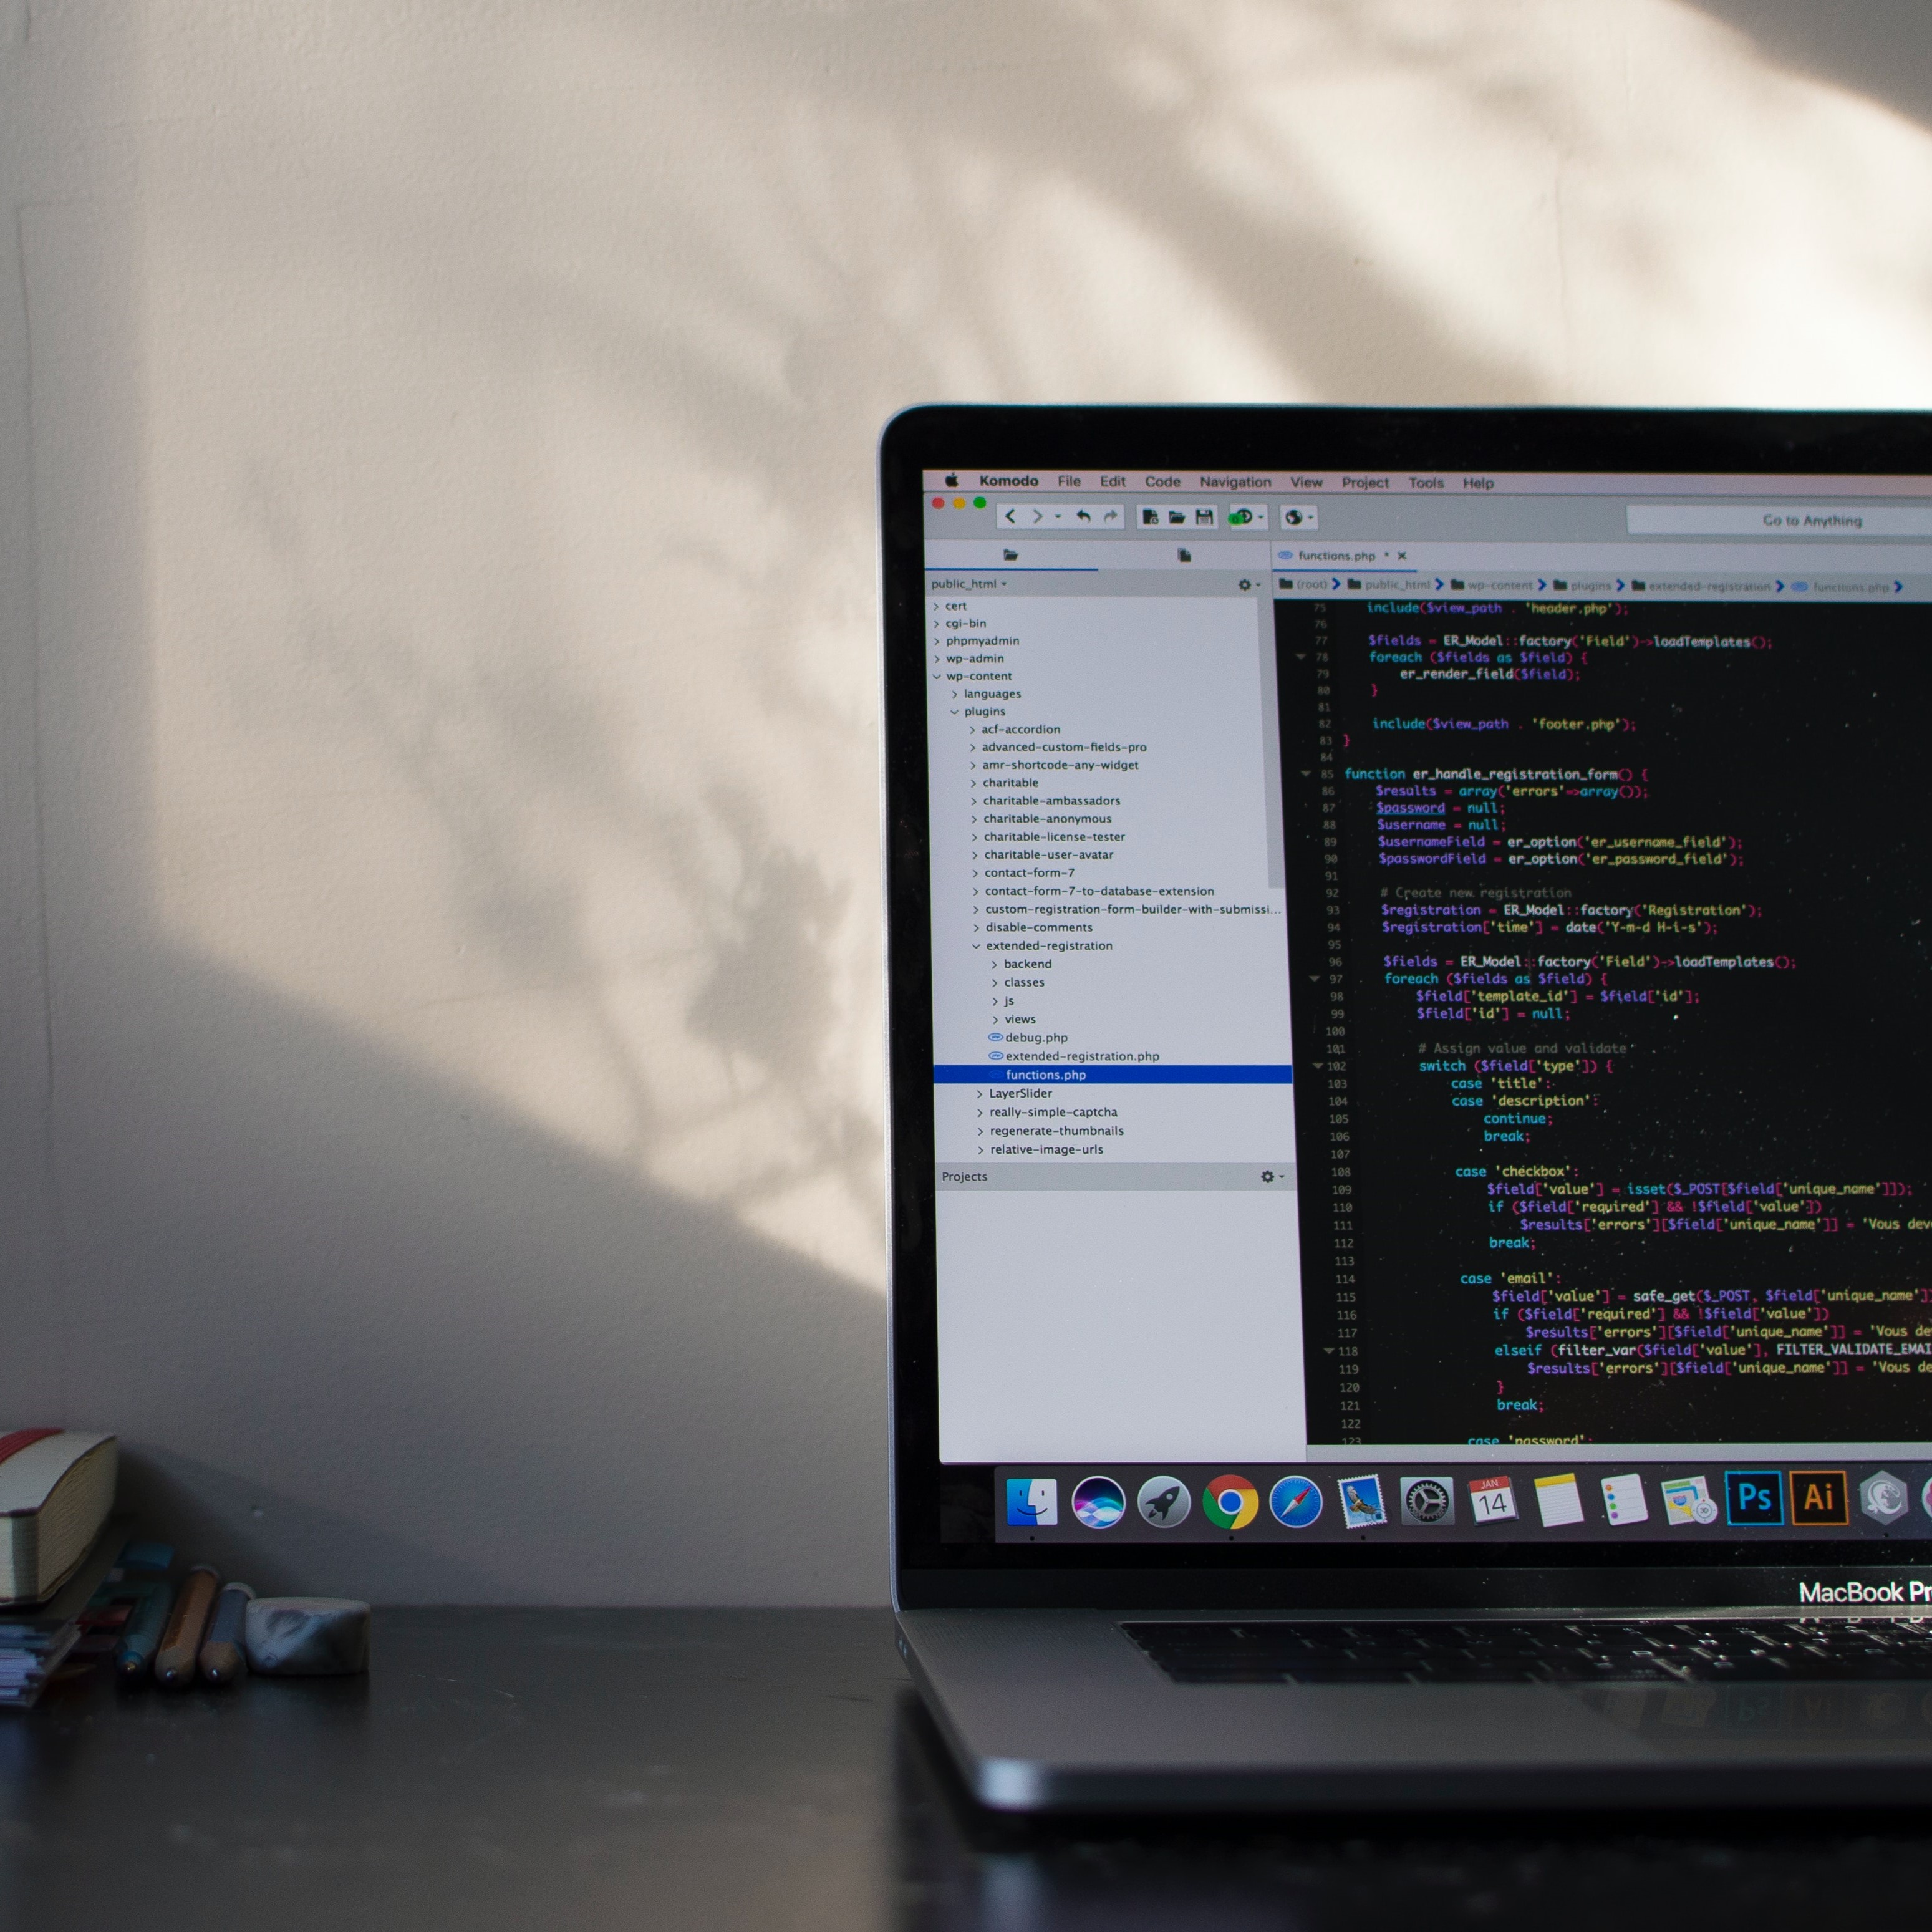 Komodo File Edit Code Navigation View Project Tools Help
Go to Anything
functions.php * ×
public_html
(root) public_html wp-content plugins extended-registration functions.php
cert
cgi-bin
phpmyadmin
wp-admin
wp-content
languages
plugins
acf-accordion
advanced-custom-fields-pro
amr-shortcode-any-widget
charitable
charitable-ambassadors
charitable-anonymous
charitable-license-tester
charitable-user-avatar
contact-form-7
contact-form-7-to-database-extension
custom-registration-form-builder-with-submissi...
disable-comments
extended-registration
backend
classes
js
views
debug.php
extended-registration.php
functions.php
LayerSlider
really-simple-captcha
regenerate-thumbnails
relative-image-urls
Projects
75 include($view_path . 'header.php');
76
77 $fields = ER_Model::factory('Field')->loadTemplates();
78 foreach ($fields as $field) {
79 er_render_field($field);
80 }
81
82 include($view_path . 'footer.php');
83 }
84
85 function er_handle_registration_form() {
86 $results = array('errors'=>array());
87 $password = null;
88 $username = null;
89 $usernameField = er_option('er_username_field');
90 $passwordField = er_option('er_password_field');
91
92 # Create new registration
93 $registration = ER_Model::factory('Registration');
94 $registration['time'] = date('Y-m-d H-i-s');
95
96 $fields = ER_Model::factory('Field')->loadTemplates();
97 foreach ($fields as $field) {
98 $field['template_id'] = $field['id'];
99 $field['id'] = null;
100
101 # Assign value and validate
102 switch ($field['type']) {
103 case 'title':
104 case 'description':
105 continue;
106 break;
107
108 case 'checkbox':
109 $field['value'] = isset($_POST[$field['unique_name']]);
110 if ($field['required'] && !$field['value'])
111 $results['errors'][$field['unique_name']] = 'Vous dev
112 break;
113
114 case 'email':
115 $field['value'] = safe_get($_POST, $field['unique_name']
116 if ($field['required'] && !$field['value'])
117 $results['errors'][$field['unique_name']] = 'Vous de
118 elseif (filter_var($field['value'], FILTER_VALIDATE_EMAI
119 $results['errors'][$field['unique_name']] = 'Vous de
120 }
121 break;
122
123 case 'password':
JAN
14
30
Ps Ai
MacBook Pr